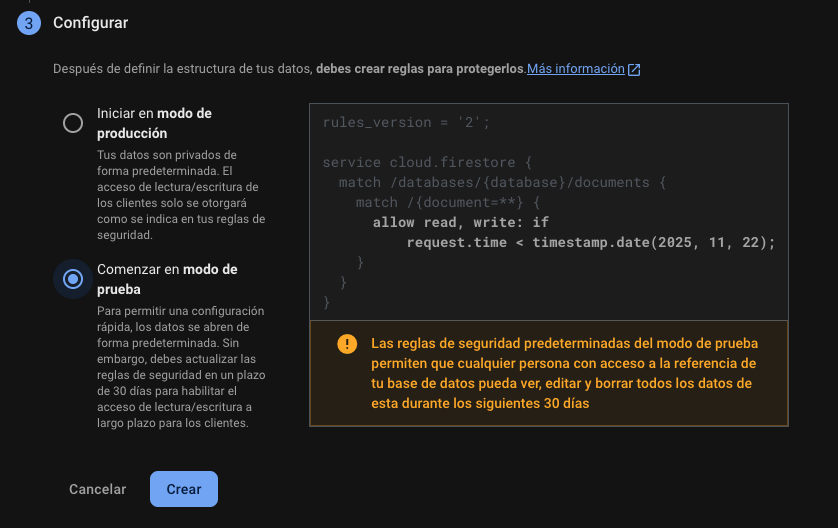 3 Configurar
Después de definir la estructura de tus datos, debes crear reglas para protegerlos.Más información
Iniciar en modo de
producción
Tus datos son privados de
forma predeterminada. El
acceso de lectura/escritura de
los clientes solo se otorgará
como se indica en tus reglas de
seguridad.
Comenzar en modo de
prueba
Para permitir una configuración
rápida, los datos se abren de
forma predeterminada. Sin
embargo, debes actualizar las
reglas de seguridad en un plazo
de 30 días para habilitar el
acceso de lectura/escritura a
largo plazo para los clientes.
rules_version = '2';
service cloud.firestore {
match /databases/{database}/documents {
match /{document=**} {
allow read, write: if
request.time < timestamp.date(2025, 11, 22);
}
}
}
Las reglas de seguridad predeterminadas del modo de prueba
permiten que cualquier persona con acceso a la referencia de
tu base de datos pueda ver, editar y borrar todos los datos de
esta durante los siguientes 30 días
Cancelar
Crear